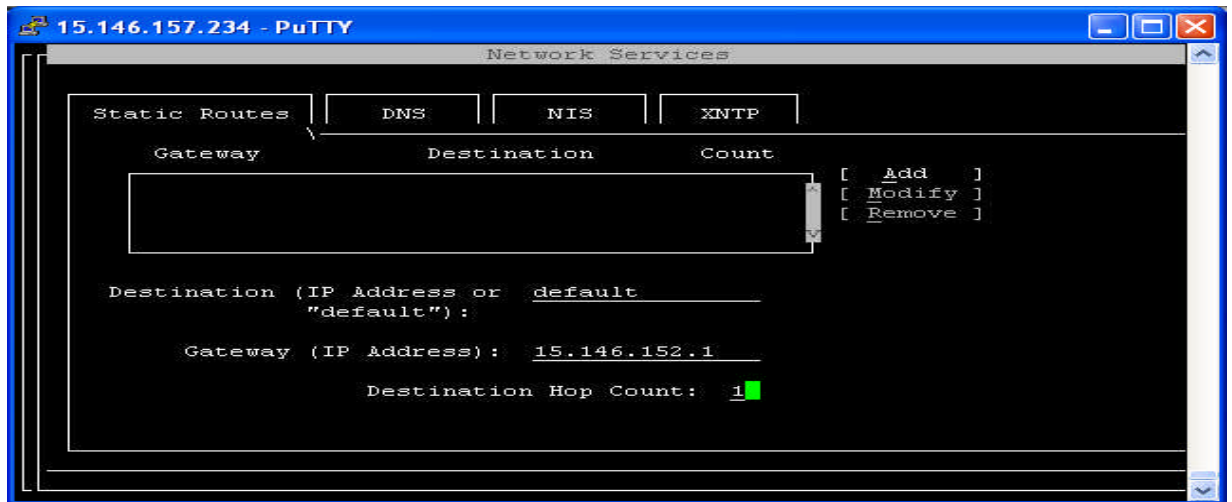 15.146.157.234 - PuTTY
Network Services
Static Routes DNS NIS XNTP
Gateway Destination Count
[ Add ]
[ Modify ]
[ Remove ]
Destination (IP Address or default
"default"):
Gateway (IP Address): 15.146.152.1
Destination Hop Count: 1